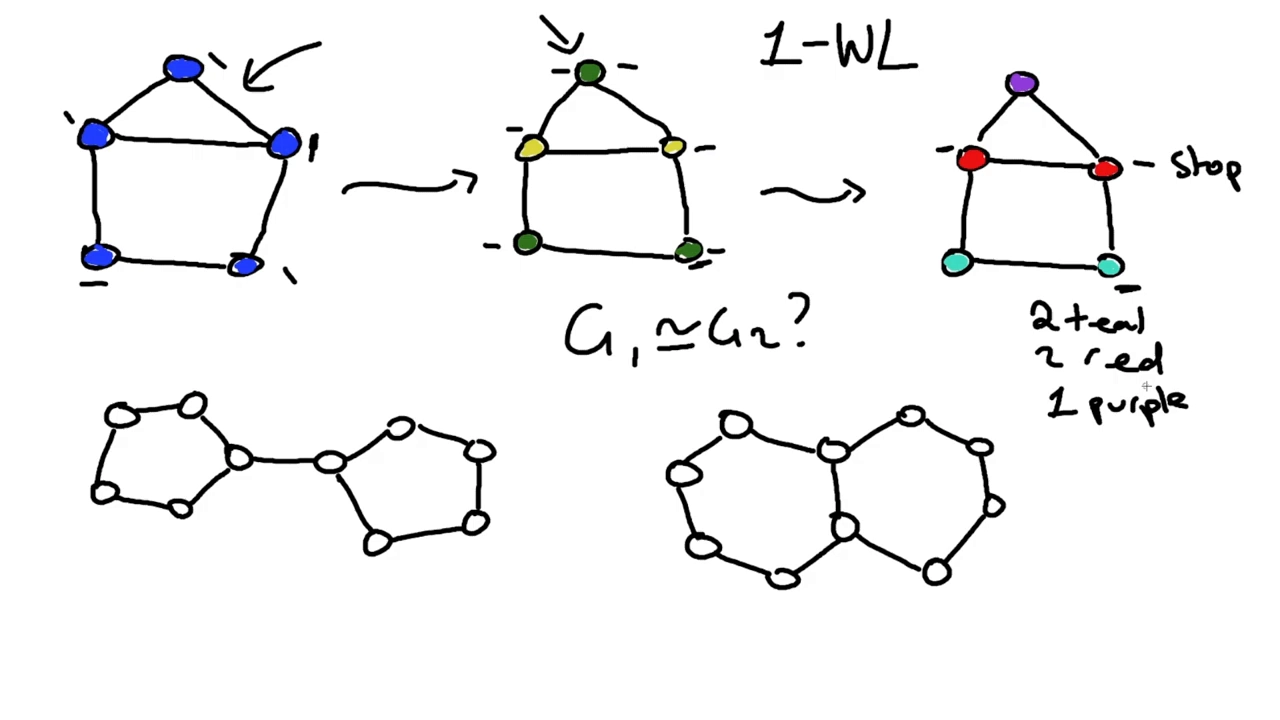 1-WL
stop
G₁ ≅ G₂?
2 teal
2 red
1 purple